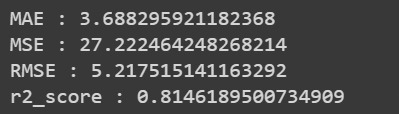 MAE : 3.688295921182368
MSE : 27.222464248268214
RMSE : 5.217515141163292
r2_score : 0.8146189500734909